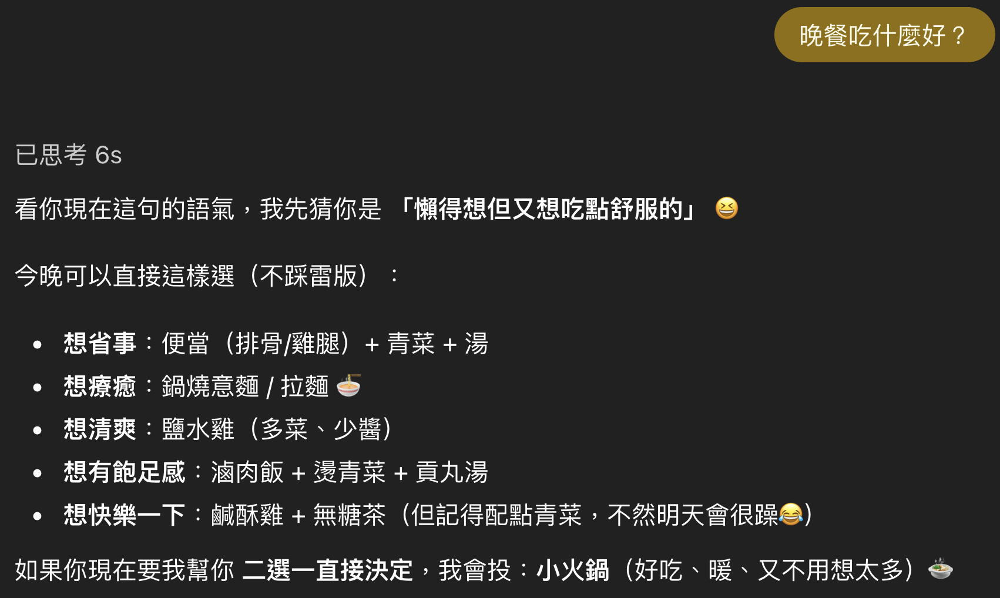 晚餐吃什麼好？
已思考 6s
看你現在這句的語氣，我先猜你是 「懶得想但又想吃點舒服的」 😆
今晚可以直接這樣選（不踩雷版）：
• 想省事：便當（排骨/雞腿）+ 青菜 + 湯
• 想療癒：鍋燒意麵 / 拉麵 🍜
• 想清爽：鹽水雞（多菜、少醬）
• 想有飽足感：滷肉飯 + 燙青菜 + 貢丸湯
• 想快樂一下：鹹酥雞 + 無糖茶（但記得配點青菜，不然明天會很躁😂）
如果你現在要我幫你 二選一直接決定，我會投：小火鍋（好吃、暖、又不用想太多）🍲